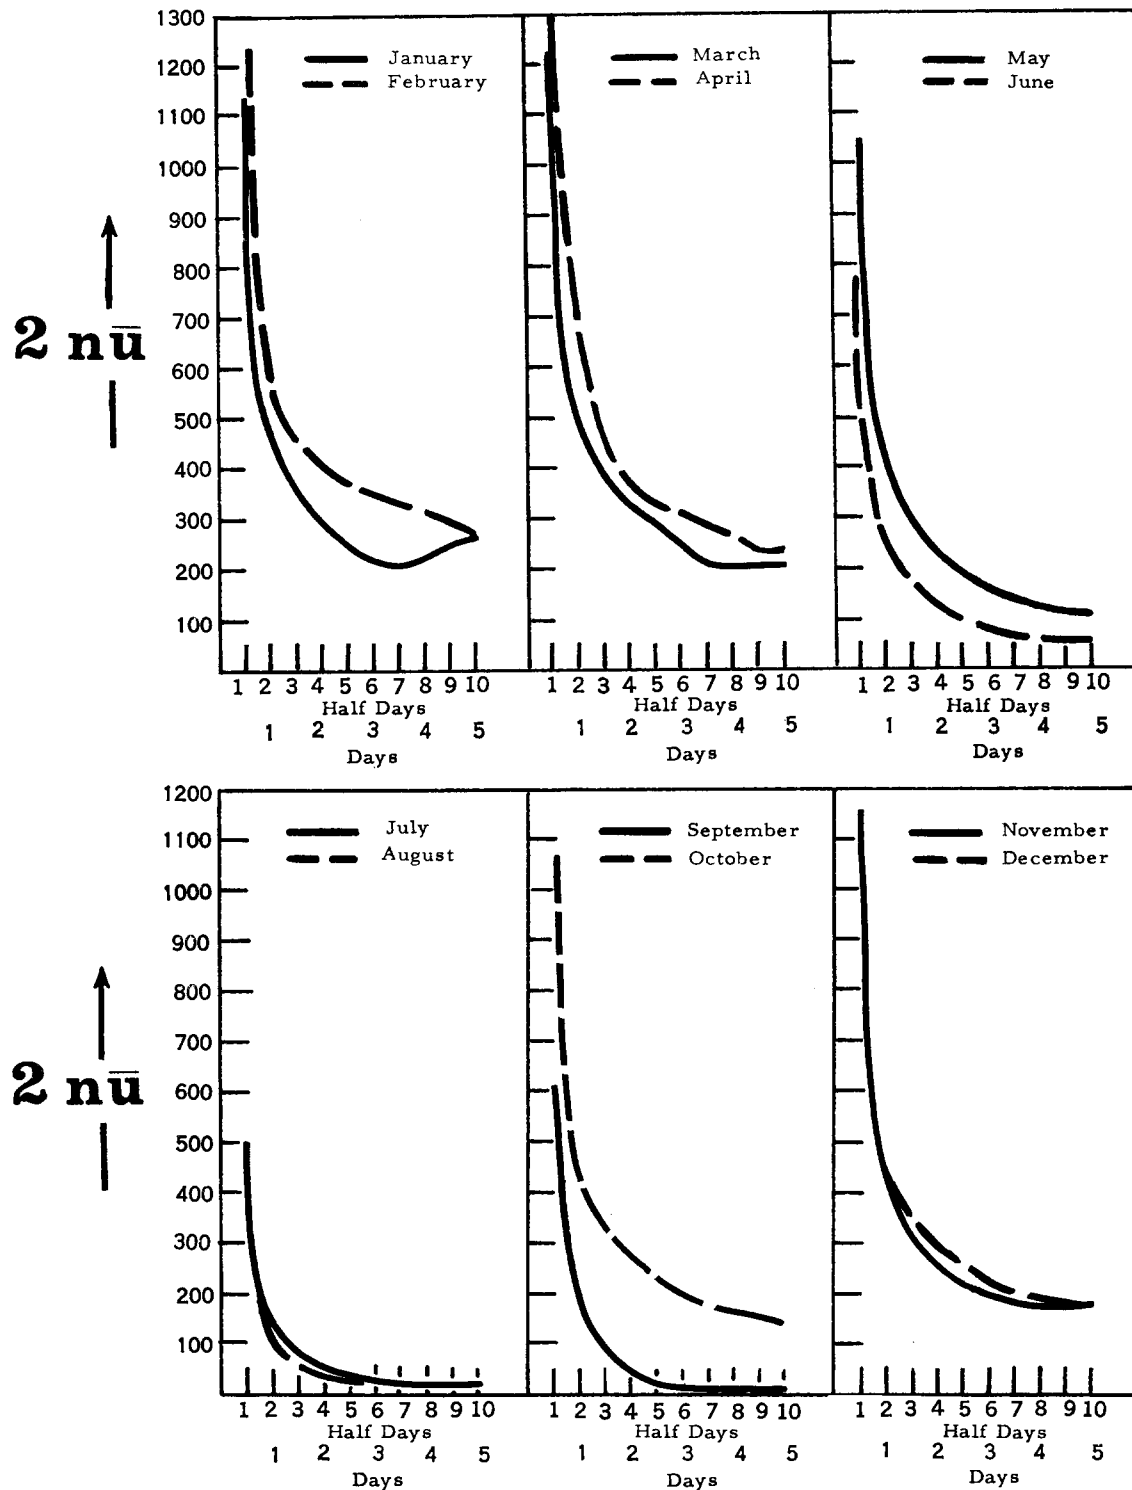 1300
1200
1100
1000
900
800
700
600
500
400
300
200
100
2 nū
January
February
March
April
May
June
1 2 3 4 5 6 7 8 9 10
Half Days
1 2 3 4 5
Days
1 2 3 4 5 6 7 8 9 10
Half Days
1 2 3 4 5
Days
1 2 3 4 5 6 7 8 9 10
Half Days
1 2 3 4 5
Days
1200
1100
1000
900
800
700
600
500
400
300
200
100
2 nū
July
August
September
October
November
December
1 2 3 4 5 6 7 8 9 10
Half Days
1 2 3 4 5
Days
1 2 3 4 5 6 7 8 9 10
Half Days
1 2 3 4 5
Days
1 2 3 4 5 6 7 8 9 10
Half Days
1 2 3 4 5
Days